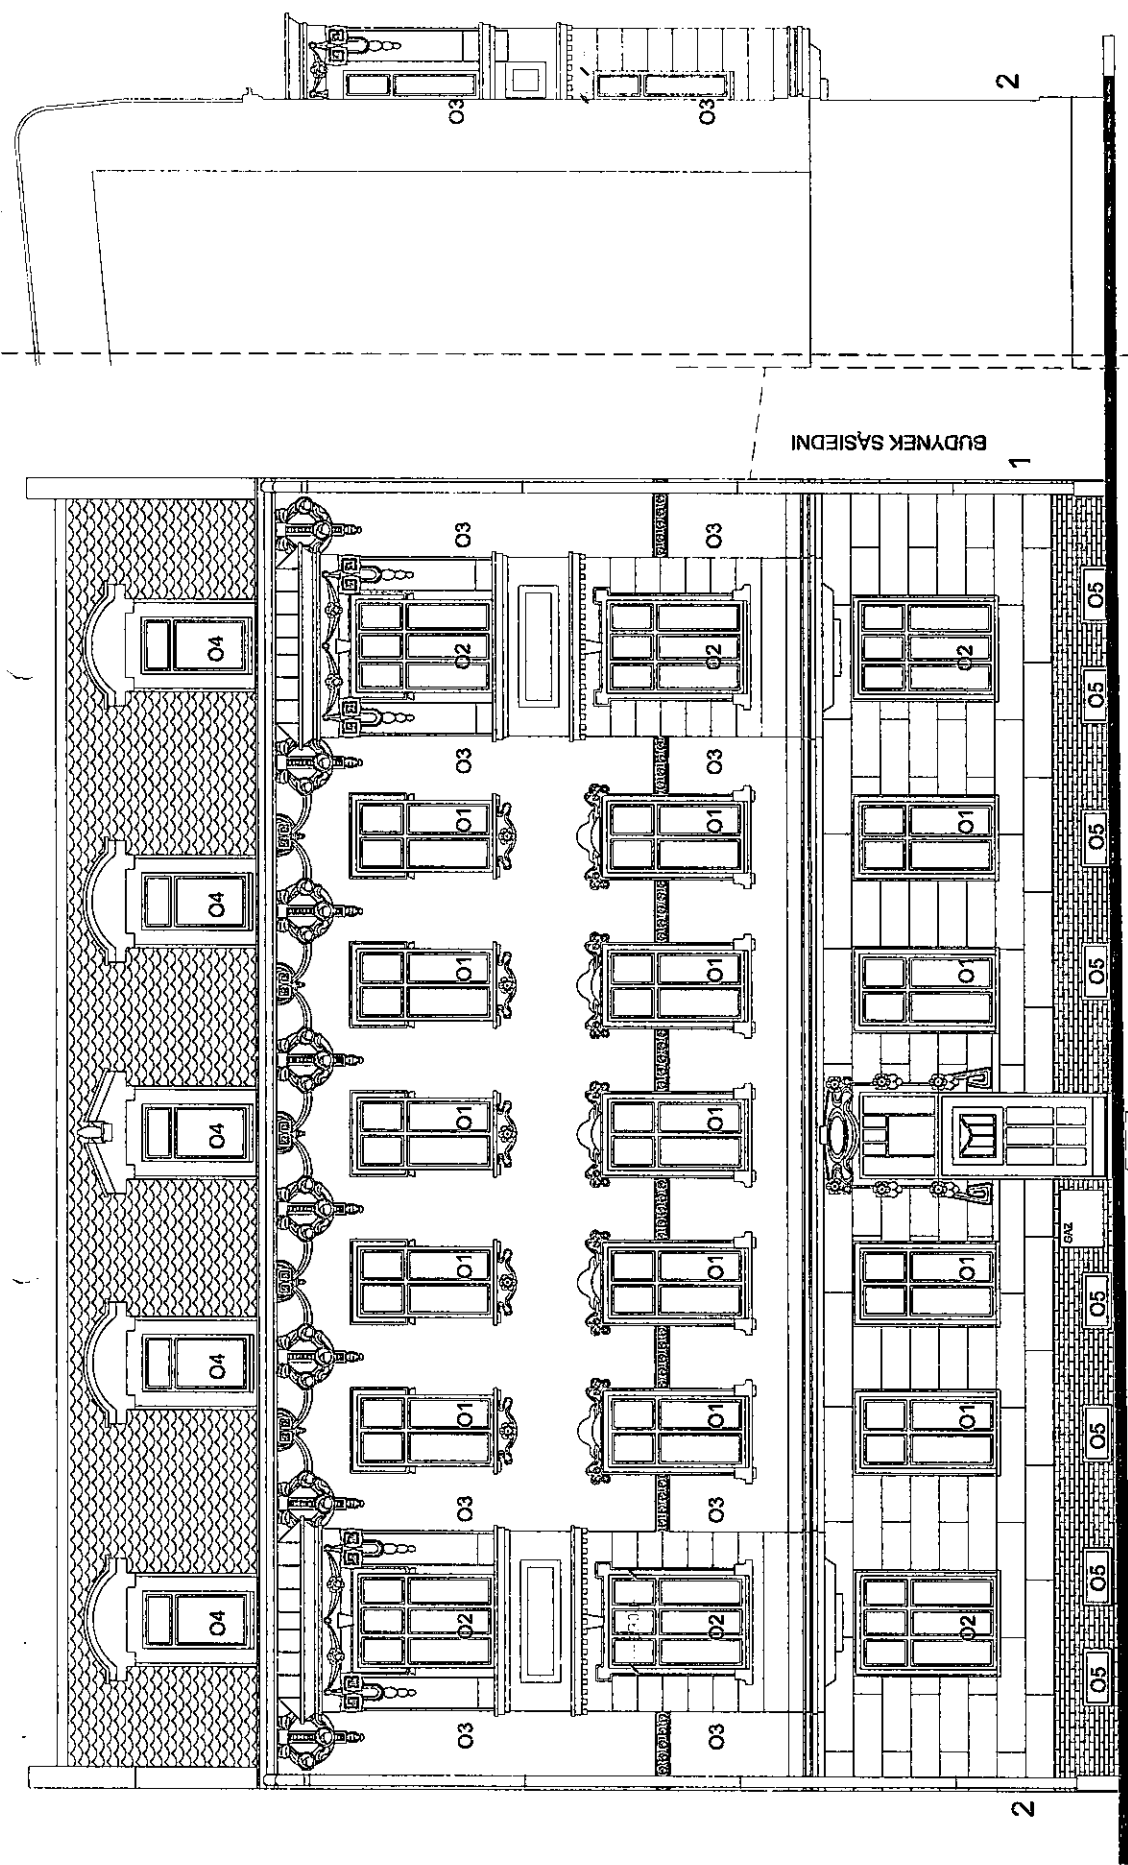 O4 O4 O4 O4 O4
O3 O2 O3 O1 O1 O1 O1 O1 O3 O2 O3 O3
O3 O2 O3 O1 O1 O1 O1 O1 O3 O2 O3 O3
BUDYNEK SĄSIEDNI
O2 O1 O1 O1 O1 O2
2 1 2
GAZ
O5 O5 O5 O5 O5 O5 O5 O5